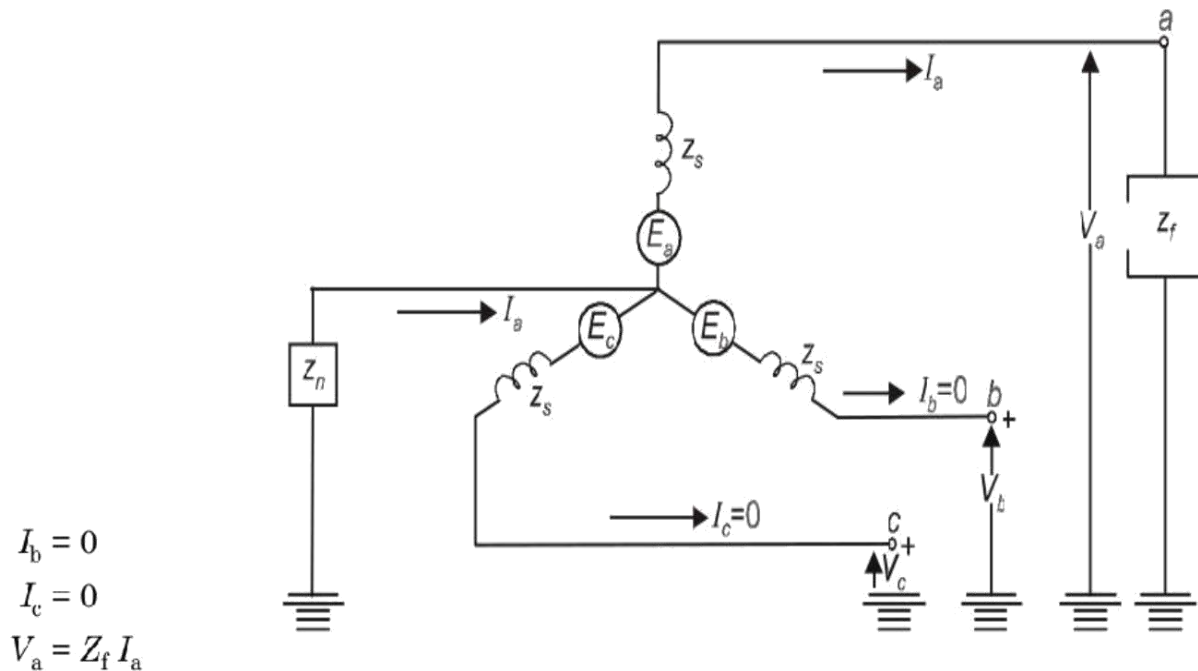 a
I_a
z_s
E_a
V_a
z_f
I_a
E_c
E_b
z_n
z_s
z_s
I_b=0
b
+
V_b
I_c=0
c
+
V_c
I_b = 0
I_c = 0
V_a = Z_f I_a